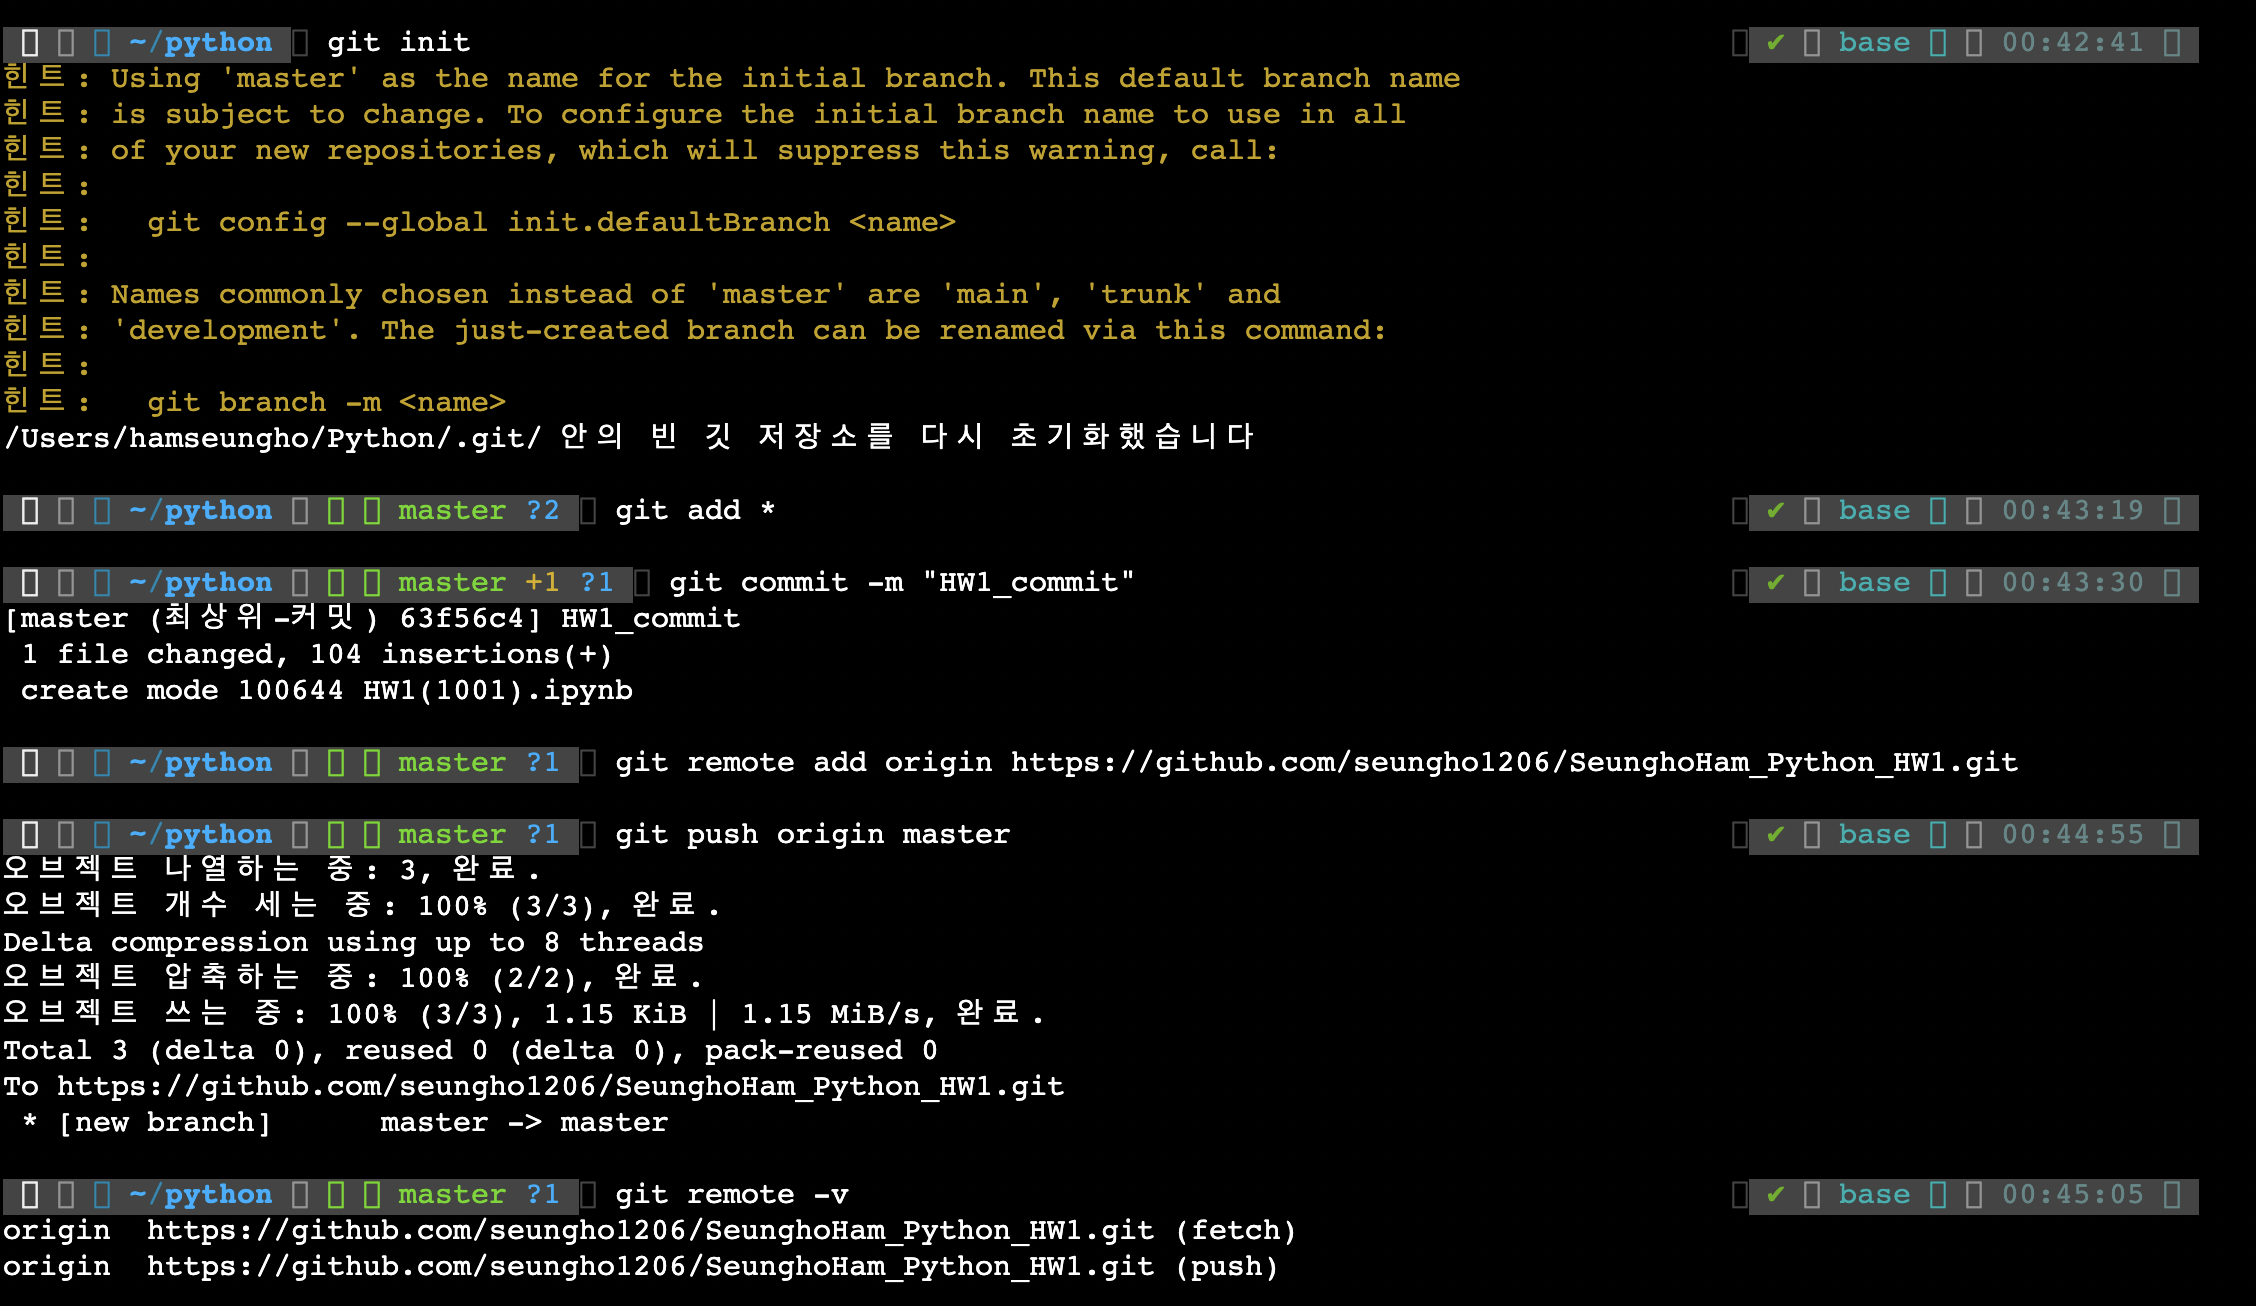 ~/python git init ✔ base 00:42:41
힌트: Using 'master' as the name for the initial branch. This default branch name
힌트: is subject to change. To configure the initial branch name to use in all
힌트: of your new repositories, which will suppress this warning, call:
힌트:
힌트:   git config --global init.defaultBranch <name>
힌트:
힌트: Names commonly chosen instead of 'master' are 'main', 'trunk' and
힌트: 'development'. The just-created branch can be renamed via this command:
힌트:
힌트:   git branch -m <name>
/Users/hamseungho/Python/.git/ 안의 빈 깃 저장소를 다시 초기화했습니다
~/python master ?2 git add * ✔ base 00:43:19
~/python master +1 ?1 git commit -m "HW1_commit" ✔ base 00:43:30
[master (최상위-커밋) 63f56c4] HW1_commit
 1 file changed, 104 insertions(+)
 create mode 100644 HW1(1001).ipynb
~/python master ?1 git remote add origin https://github.com/seungho1206/SeunghoHam_Python_HW1.git
~/python master ?1 git push origin master ✔ base 00:44:55
오브젝트 나열하는 중: 3, 완료.
오브젝트 개수 세는 중: 100% (3/3), 완료.
Delta compression using up to 8 threads
오브젝트 압축하는 중: 100% (2/2), 완료.
오브젝트 쓰는 중: 100% (3/3), 1.15 KiB | 1.15 MiB/s, 완료.
Total 3 (delta 0), reused 0 (delta 0), pack-reused 0
To https://github.com/seungho1206/SeunghoHam_Python_HW1.git
 * [new branch]      master -> master
~/python master ?1 git remote -v ✔ base 00:45:05
origin  https://github.com/seungho1206/SeunghoHam_Python_HW1.git (fetch)
origin  https://github.com/seungho1206/SeunghoHam_Python_HW1.git (push)